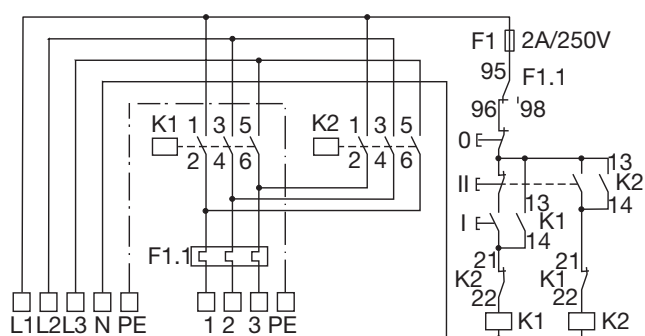 F1 2A/250V
95 F1.1
96 98
K1 1 3 5
2 4 6
K2 1 3 5
2 4 6
0
13
II K2
14
13
I K1
14
F1.1
21 21
K2 K1
22 22
L1 L2 L3 N PE 1 2 3 PE K1 K2